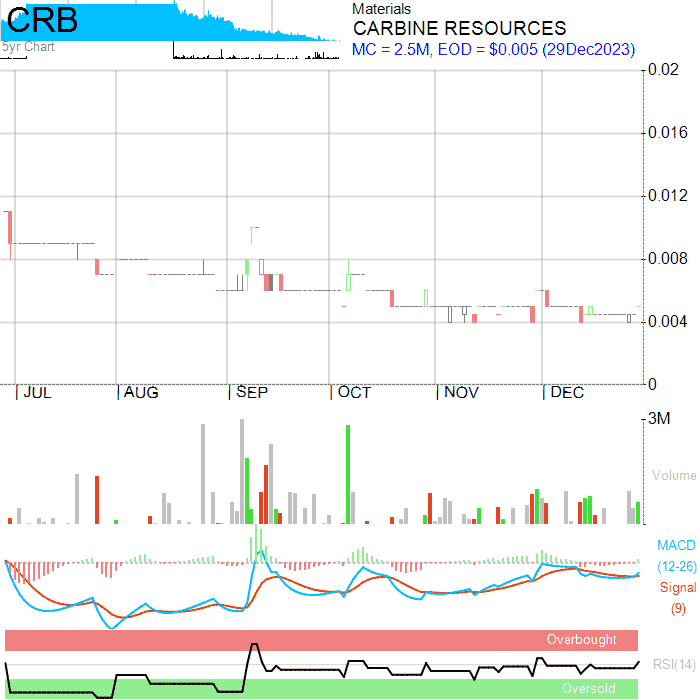 CRB
5yr Chart
Materials
CARBINE RESOURCES
MC = 2.5M, EOD = $0.005 (29Dec2023)
0.02
0.016
0.012
0.008
0.004
0
JUL AUG SEP OCT NOV DEC
3M
Volume
MACD
(12-26)
Signal
(9)
Overbought
RSI(14)
Oversold